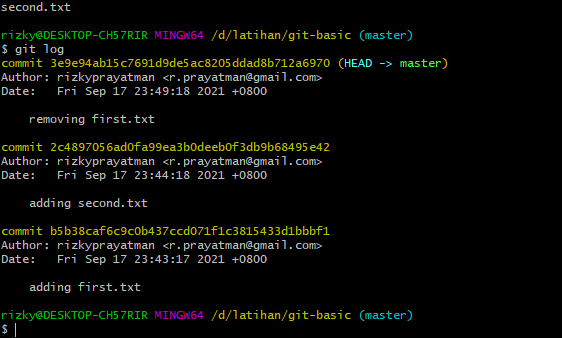 second.txt
rizky@DESKTOP-CH57RIR MINGW64 /d/latihan/git-basic (master)
$ git log
commit 3e9e94ab15c7691d9de5ac8205ddad8b712a6970 (HEAD -> master)
Author: rizkyprayatman <r.prayatman@gmail.com>
Date:   Fri Sep 17 23:49:18 2021 +0800
    removing first.txt
commit 2c4897056ad0fa99ea3b0deeb0f3db9b68495e42
Author: rizkyprayatman <r.prayatman@gmail.com>
Date:   Fri Sep 17 23:44:18 2021 +0800
    adding second.txt
commit b5b38caf6c9c0b437ccd071f1c3815433d1bbbf1
Author: rizkyprayatman <r.prayatman@gmail.com>
Date:   Fri Sep 17 23:43:17 2021 +0800
    adding first.txt
rizky@DESKTOP-CH57RIR MINGW64 /d/latihan/git-basic (master)
$